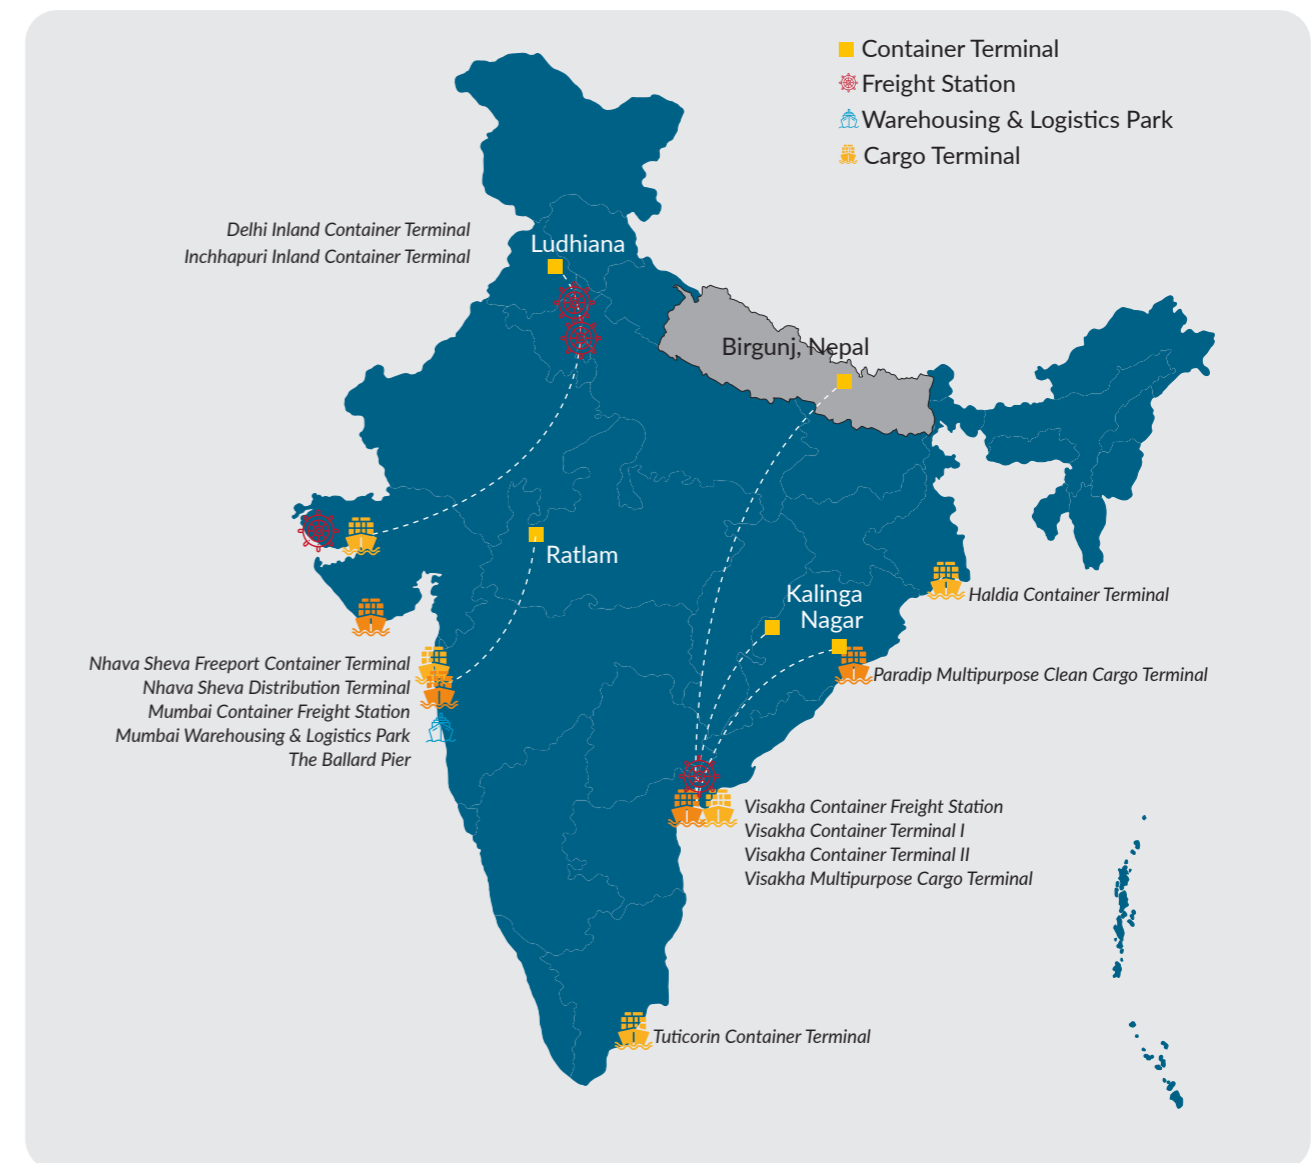 Container Terminal
Freight Station
Warehousing & Logistics Park
Cargo Terminal
Delhi Inland Container Terminal
Inchhapuri Inland Container Terminal
Ludhiana
Birgunj, Nepal
Ratlam
Kalinga
Nagar
Haldia Container Terminal
Nhava Sheva Freeport Container Terminal
Nhava Sheva Distribution Terminal
Mumbai Container Freight Station
Mumbai Warehousing & Logistics Park
The Ballard Pier
Paradip Multipurpose Clean Cargo Terminal
Visakha Container Freight Station
Visakha Container Terminal I
Visakha Container Terminal II
Visakha Multipurpose Cargo Terminal
Tuticorin Container Terminal